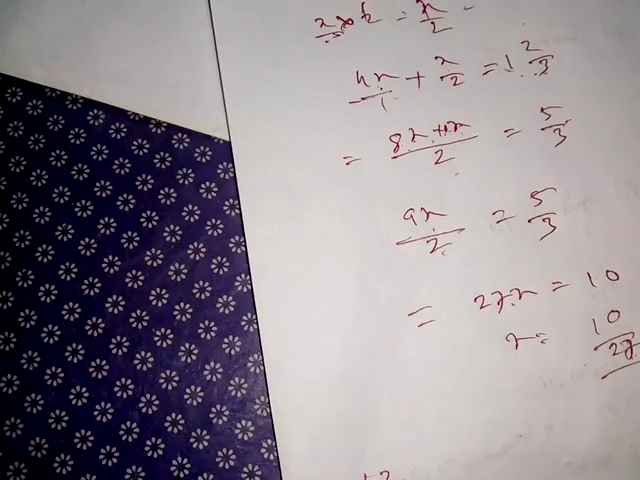 x × 1/2 = x/2
4x/1 + x/2 = 1 2/3
= 8x + x/2 = 5/3
9x/2 = 5/3
= 27x = 10
x = 10/27